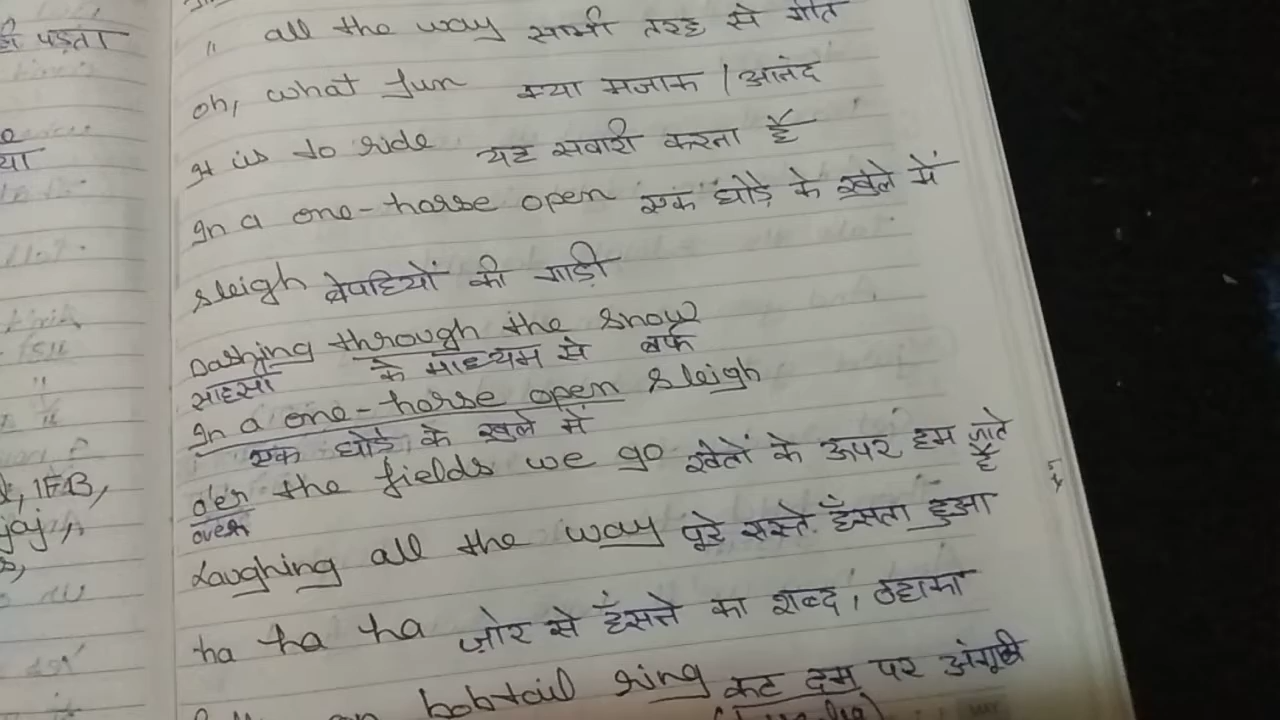 ही पड़ता
" all the way सभी तरह से गीत
oh, what fun क्या मजाक / आनंद
It is to ride यह सवारी करना है
In a one-horse open एक घोड़े के खुले में
sleigh बेपहियों की गाड़ी
Dashing through the snow
साहसी के माध्यम से बर्फ
In a one-horse open sleigh
एक घोड़े के खुले में
o'er the fields we go खेतों के ऊपर हम जाते हैं
over
Laughing all the way पूरे रास्ते हँसता हुआ
ha ha ha ज़ोर से हँसने का शब्द, ठहाका
bobtail ring कट दम पर अंगूठी
IFB,